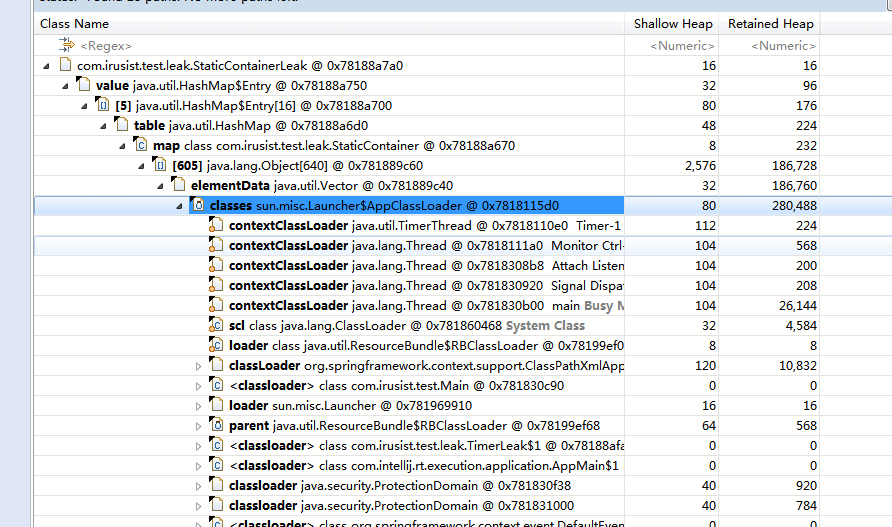 Class Name Shallow Heap Retained Heap
<Regex> <Numeric> <Numeric>
com.irusist.test.leak.StaticContainerLeak @ 0x78188a7a0 16 16
value java.util.HashMap$Entry @ 0x78188a750 32 96
[5] java.util.HashMap$Entry[16] @ 0x78188a700 80 176
table java.util.HashMap @ 0x78188a6d0 48 224
map class com.irusist.test.leak.StaticContainer @ 0x78188a670 8 232
[605] java.lang.Object[640] @ 0x781889c60 2,576 186,728
elementData java.util.Vector @ 0x781889c40 32 186,760
classes sun.misc.Launcher$AppClassLoader @ 0x7818115d0 80 280,488
contextClassLoader java.util.TimerThread @ 0x7818110e0 Timer-1 112 224
contextClassLoader java.lang.Thread @ 0x7818111a0 Monitor Ctrl- 104 568
contextClassLoader java.lang.Thread @ 0x7818308b8 Attach Listen 104 200
contextClassLoader java.lang.Thread @ 0x781830920 Signal Dispa 104 208
contextClassLoader java.lang.Thread @ 0x781830b00 main Busy M 104 26,144
scl class java.lang.ClassLoader @ 0x781860468 System Class 32 4,584
loader class java.util.ResourceBundle$RBClassLoader @ 0x78199ef0 8 8
classLoader org.springframework.context.support.ClassPathXmlApp 120 10,832
<classloader> class com.irusist.test.Main @ 0x781830c90 0 0
loader sun.misc.Launcher @ 0x781969910 16 16
parent java.util.ResourceBundle$RBClassLoader @ 0x78199ef68 64 568
<classloader> class com.irusist.test.leak.TimerLeak$1 @ 0x78188afa 0 0
<classloader> class com.intellij.rt.execution.application.AppMain$1 0 0
classloader java.security.ProtectionDomain @ 0x781830f38 40 920
classloader java.security.ProtectionDomain @ 0x781831000 40 784
<classloader> class org.springframework.context.event.DefaultEven